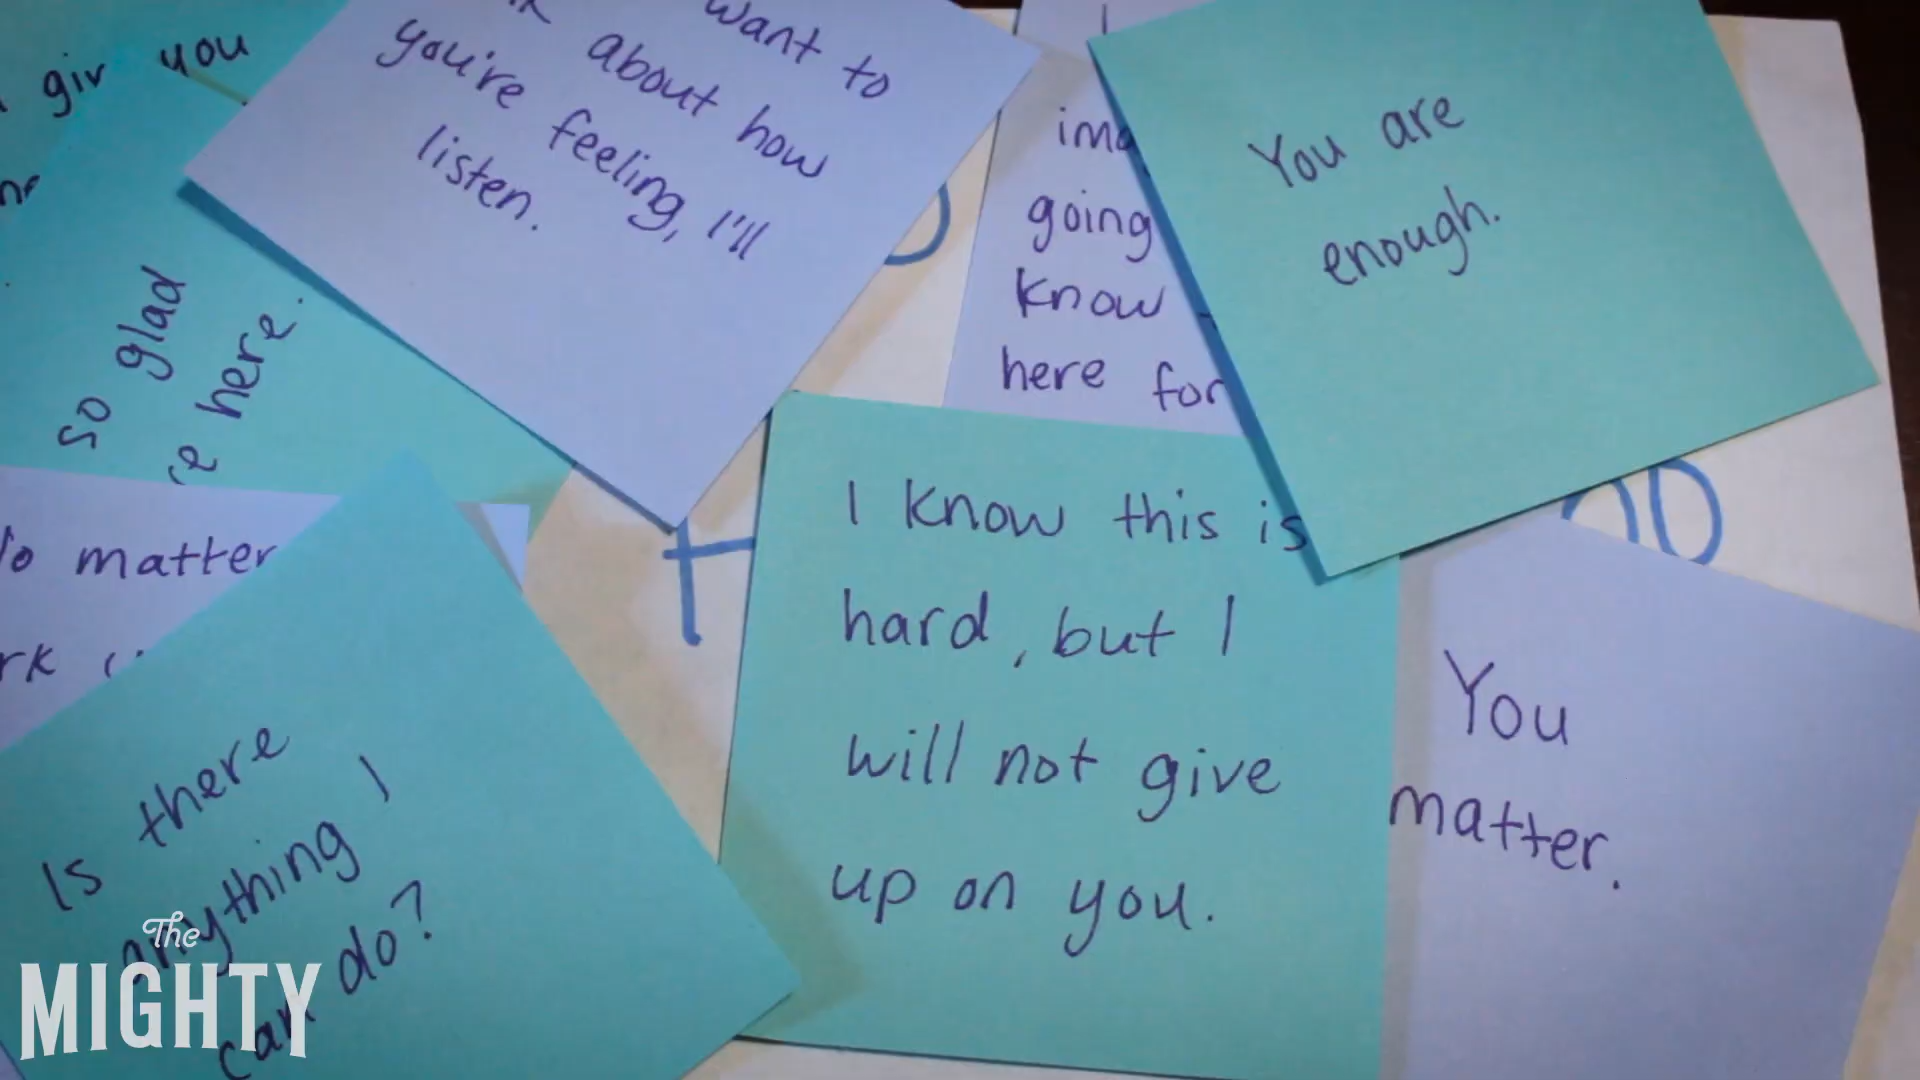 giv you
so glad
here.
want to
about how
you're feeling, I'll
listen.
going
know
here for
You are
enough.
matter
I know this is
hard, but I
will not give
up on you.
You
matter.
Is there
anything I
can do?
The
MIGHTY